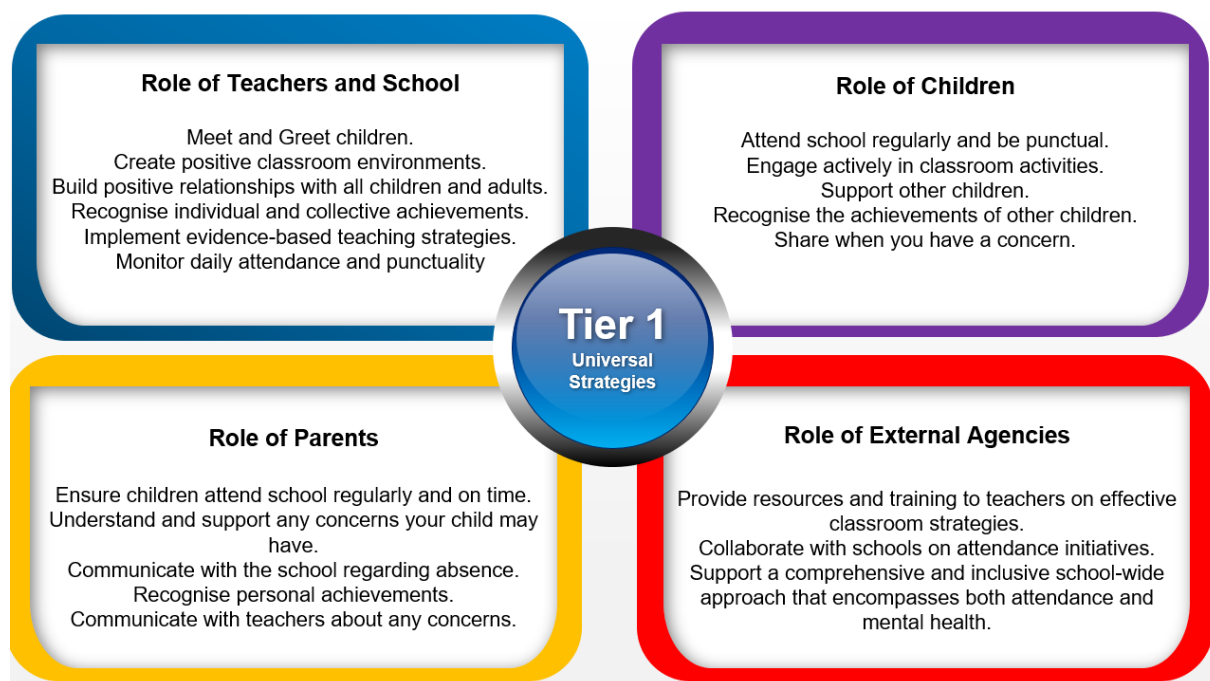 Role of Teachers and School
Meet and Greet children.
Create positive classroom environments.
Build positive relationships with all children and adults.
Recognise individual and collective achievements.
Implement evidence-based teaching strategies.
Monitor daily attendance and punctuality
Role of Children
Attend school regularly and be punctual.
Engage actively in classroom activities.
Support other children.
Recognise the achievements of other children.
Share when you have a concern.
Tier 1
Universal
Strategies
Role of Parents
Ensure children attend school regularly and on time.
Understand and support any concerns your child may
have.
Communicate with the school regarding absence.
Recognise personal achievements.
Communicate with teachers about any concerns.
Role of External Agencies
Provide resources and training to teachers on effective
classroom strategies.
Collaborate with schools on attendance initiatives.
Support a comprehensive and inclusive school-wide
approach that encompasses both attendance and
mental health.